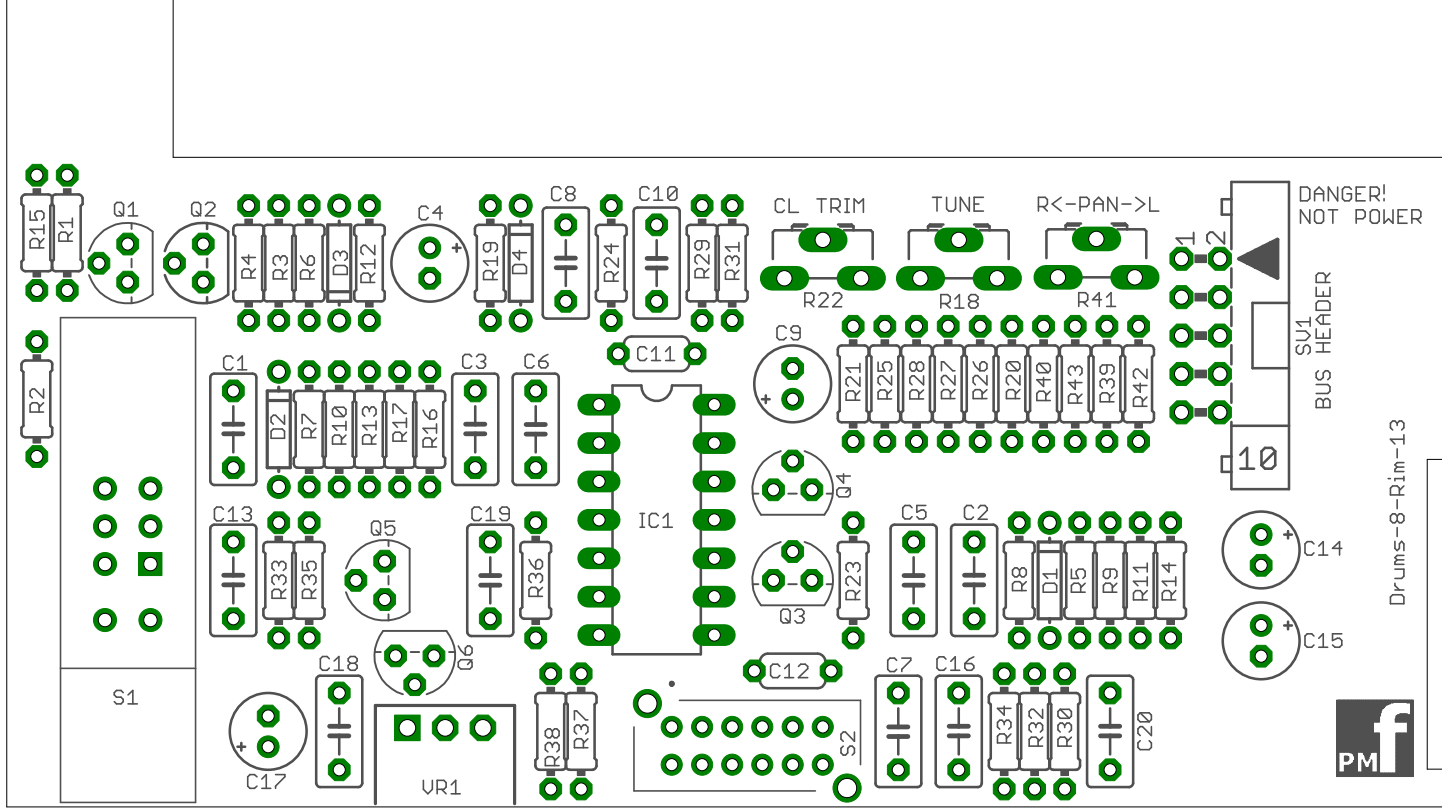 DANGER!
NOT POWER
Q1
Q2
C4
C8
C10
CL TRIM
TUNE
R<-PAN->L
R15
R1
R4
R3
R6
D3
R12
R19
D4
R24
R29
R31
R22
R18
R41
1
2
SV1
BUS HEADER
R2
C1
C3
C6
C11
C9
D2
R7
R10
R13
R17
R16
R21
R25
R28
R27
R26
R20
R40
R43
R39
R42
10
Drums-8-Rim-13
C13
Q5
C19
IC1
Q4
C5
C2
R33
R35
R36
Q3
R23
R8
D1
R5
R9
R11
R14
C14
C15
Q6
C18
C12
C7
C16
S1
C17
VR1
R38
R37
S2
R34
R32
R30
C20
PMf